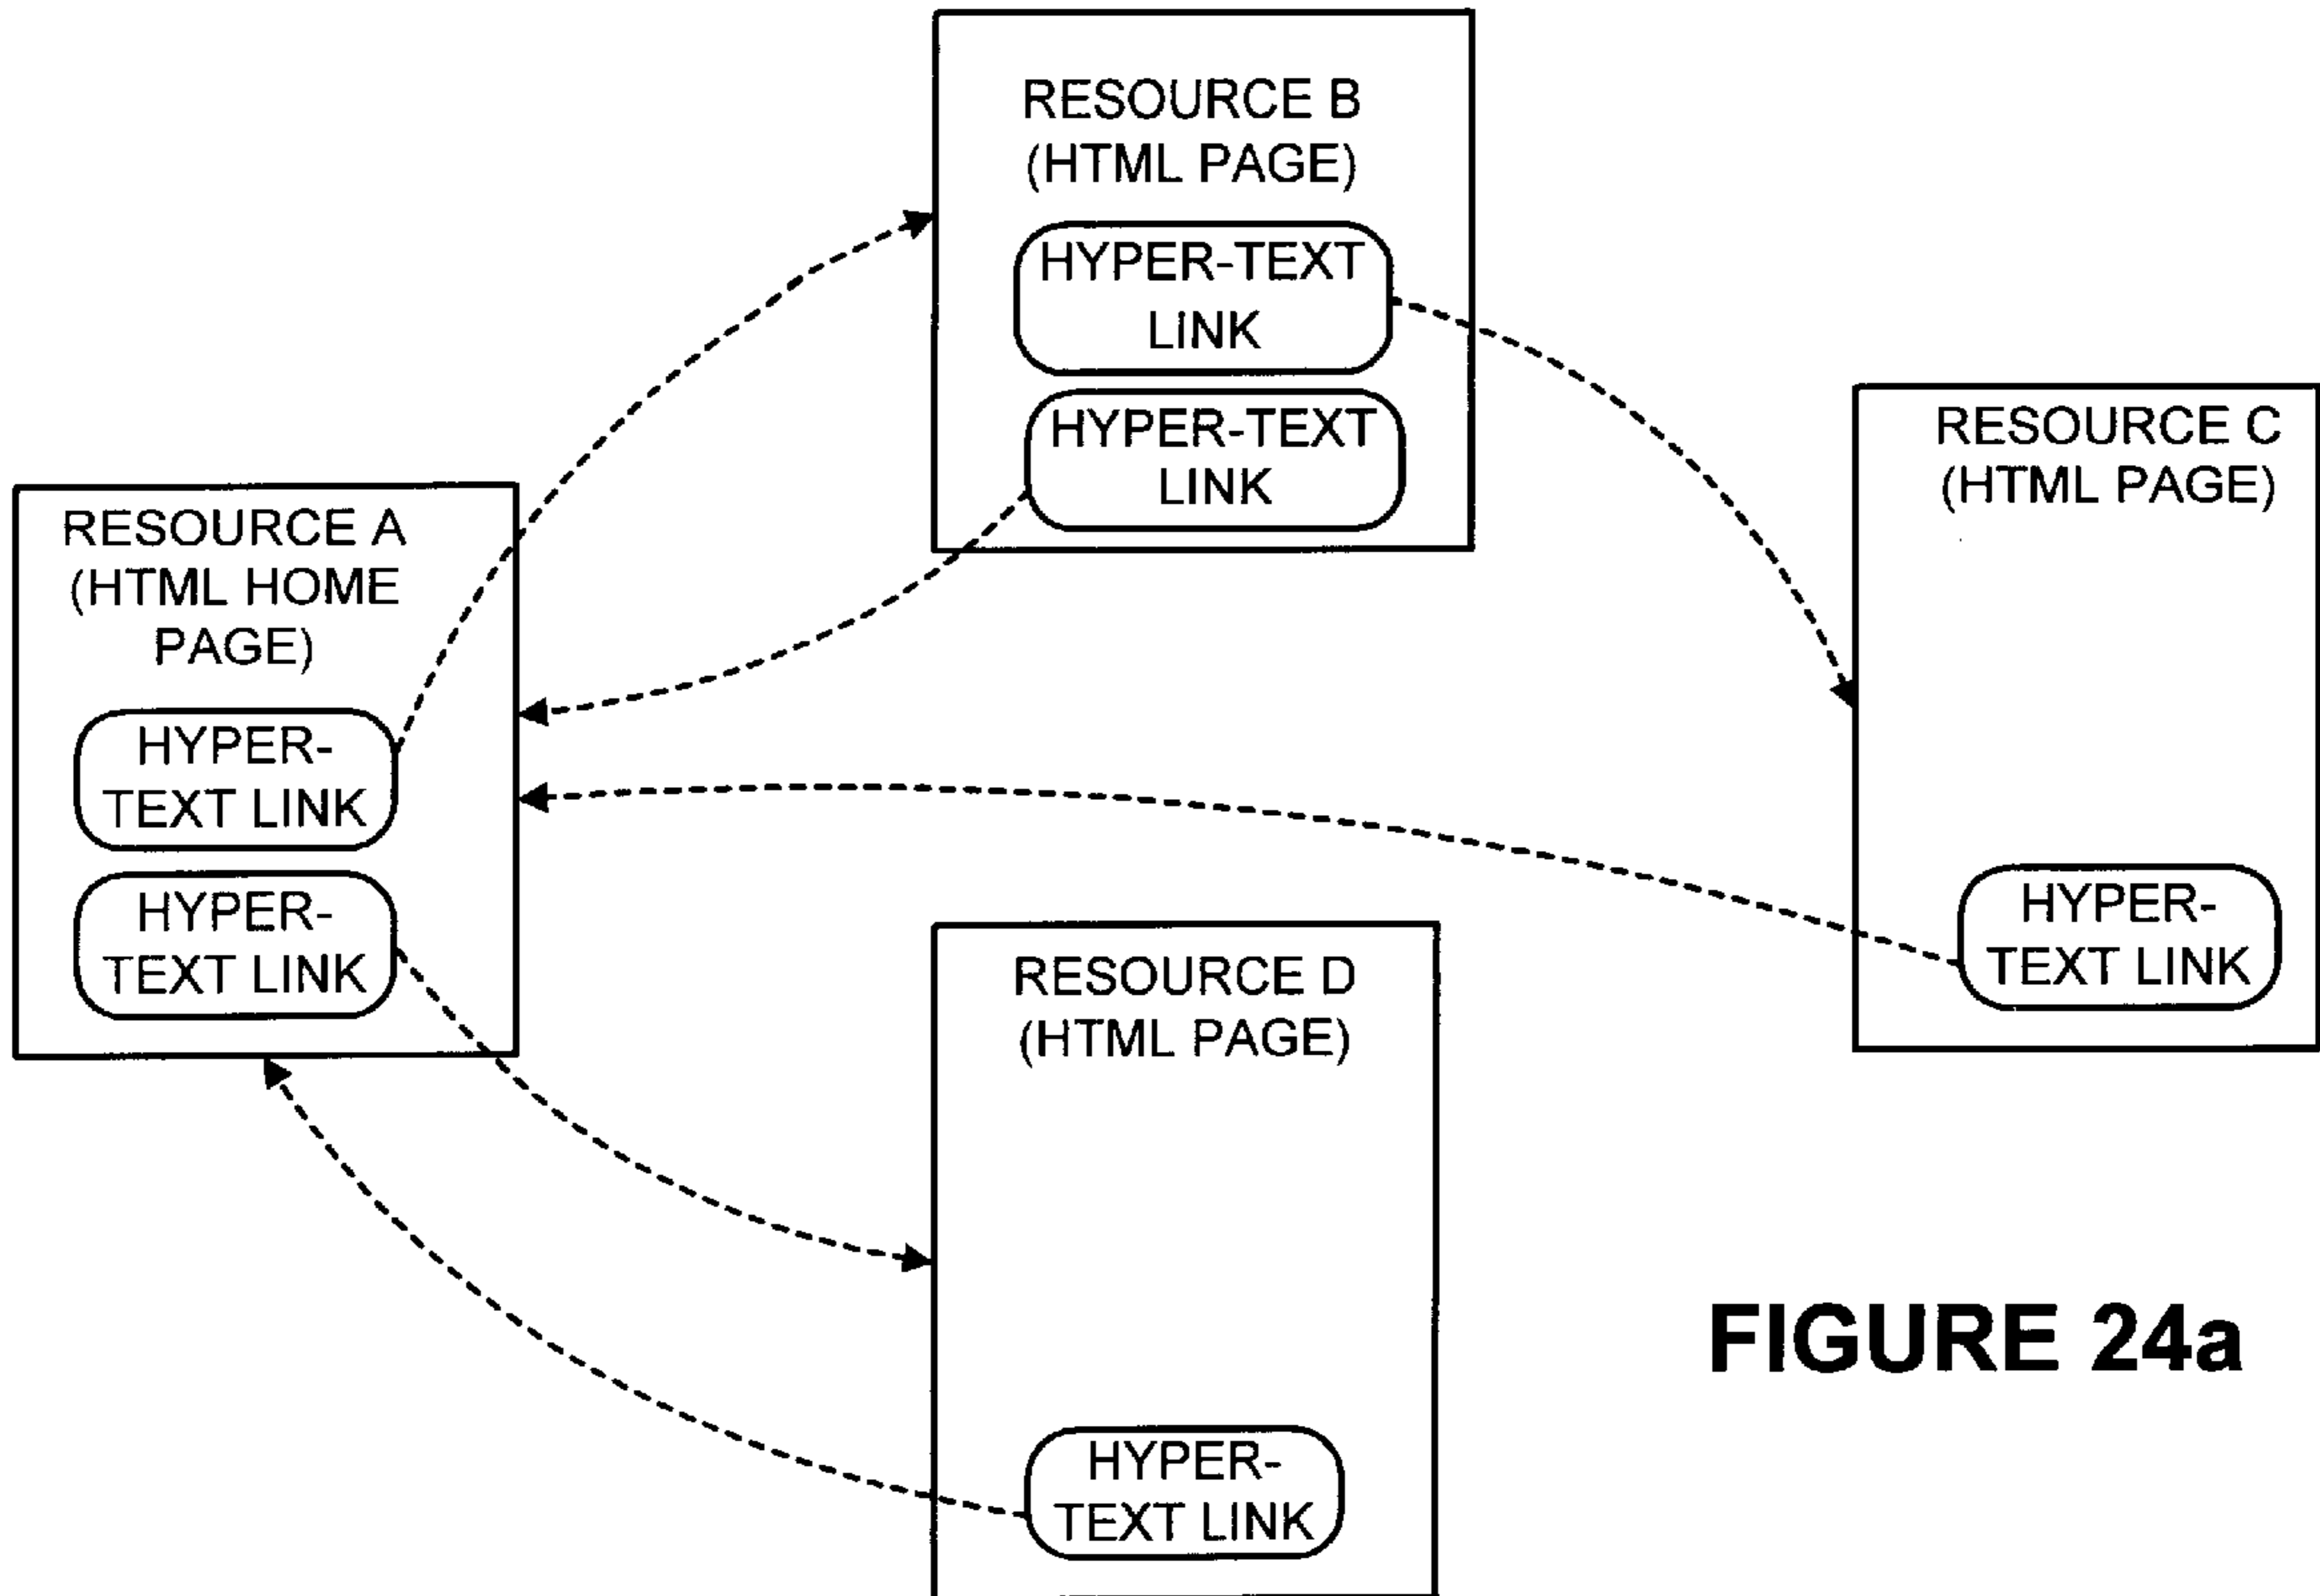 RESOURCE B
(HTML PAGE)
HYPER-TEXT
LINK
HYPER-TEXT
LINK
RESOURCE C
(HTML PAGE)
HYPER-
TEXT LINK
RESOURCE A
(HTML HOME
PAGE)
HYPER-
TEXT LINK
HYPER-
TEXT LINK
RESOURCE D
(HTML PAGE)
HYPER-
TEXT LINK
FIGURE 24a